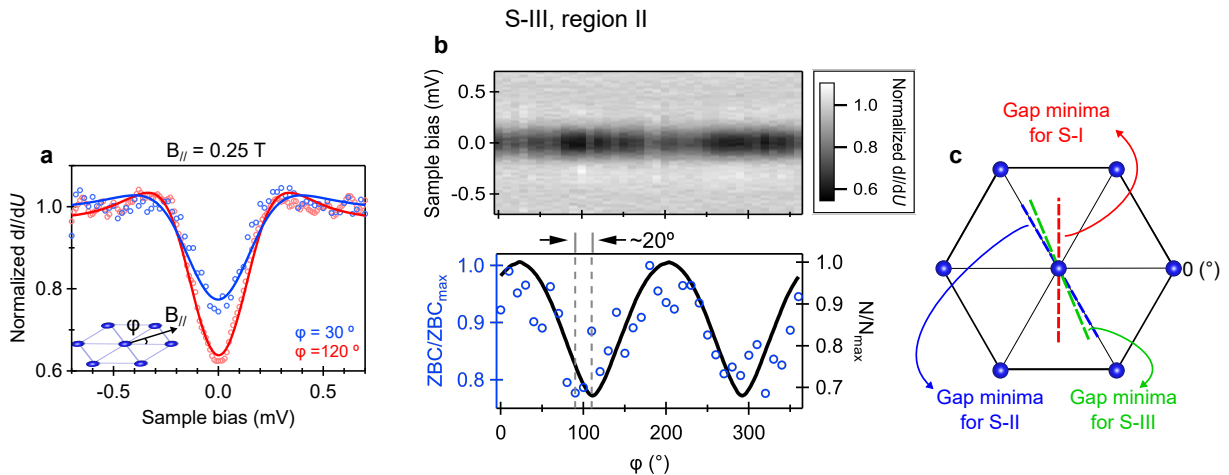 S-III, region II
a
B// = 0.25 T
Normalized dI/dU
1.0
0.9
0.8
0.7
0.6
-0.5
0.0
0.5
Sample bias (mV)
B//
φ
φ = 30 º
φ =120 º
b
Sample bias (mV)
0.5
0.0
-0.5
1.0
0.8
0.6
Normalized dI/dU
~20º
ZBC/ZBCmax
1.0
0.9
0.8
1.0
0.9
0.8
0.7
N/Nmax
0
100
200
300
φ (°)
c
Gap minima
for S-I
0 (°)
Gap minima
for S-II
Gap minima
for S-III